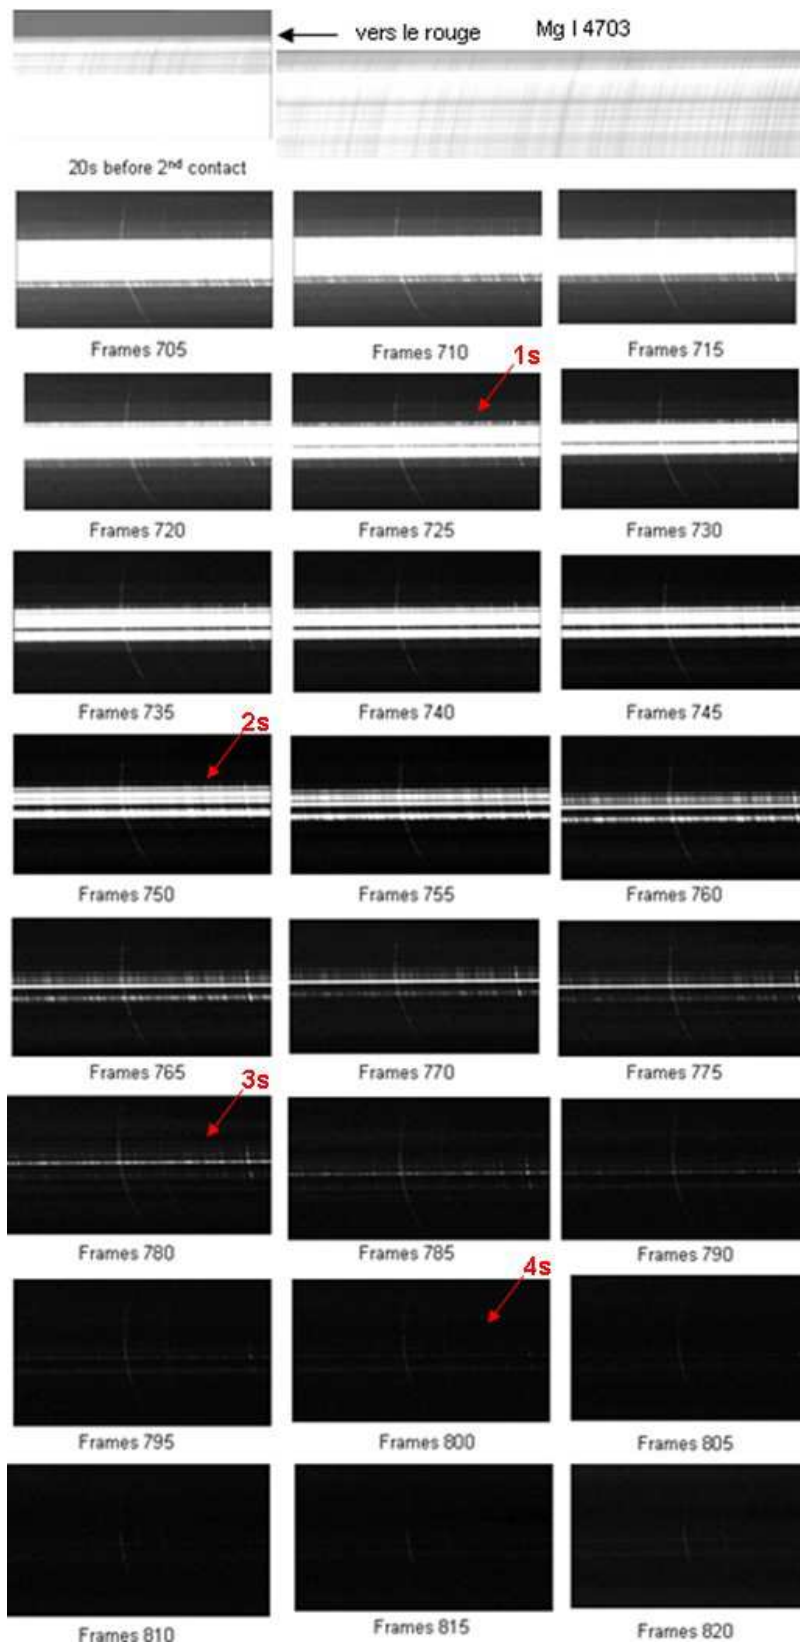 vers le rouge Mg I 4703
20s before 2nd contact
Frames 705 Frames 710 Frames 715
1s
Frames 720 Frames 725 Frames 730
Frames 735 Frames 740 Frames 745
2s
Frames 750 Frames 755 Frames 760
Frames 765 Frames 770 Frames 775
3s
Frames 780 Frames 785 Frames 790
4s
Frames 795 Frames 800 Frames 805
Frames 810 Frames 815 Frames 820